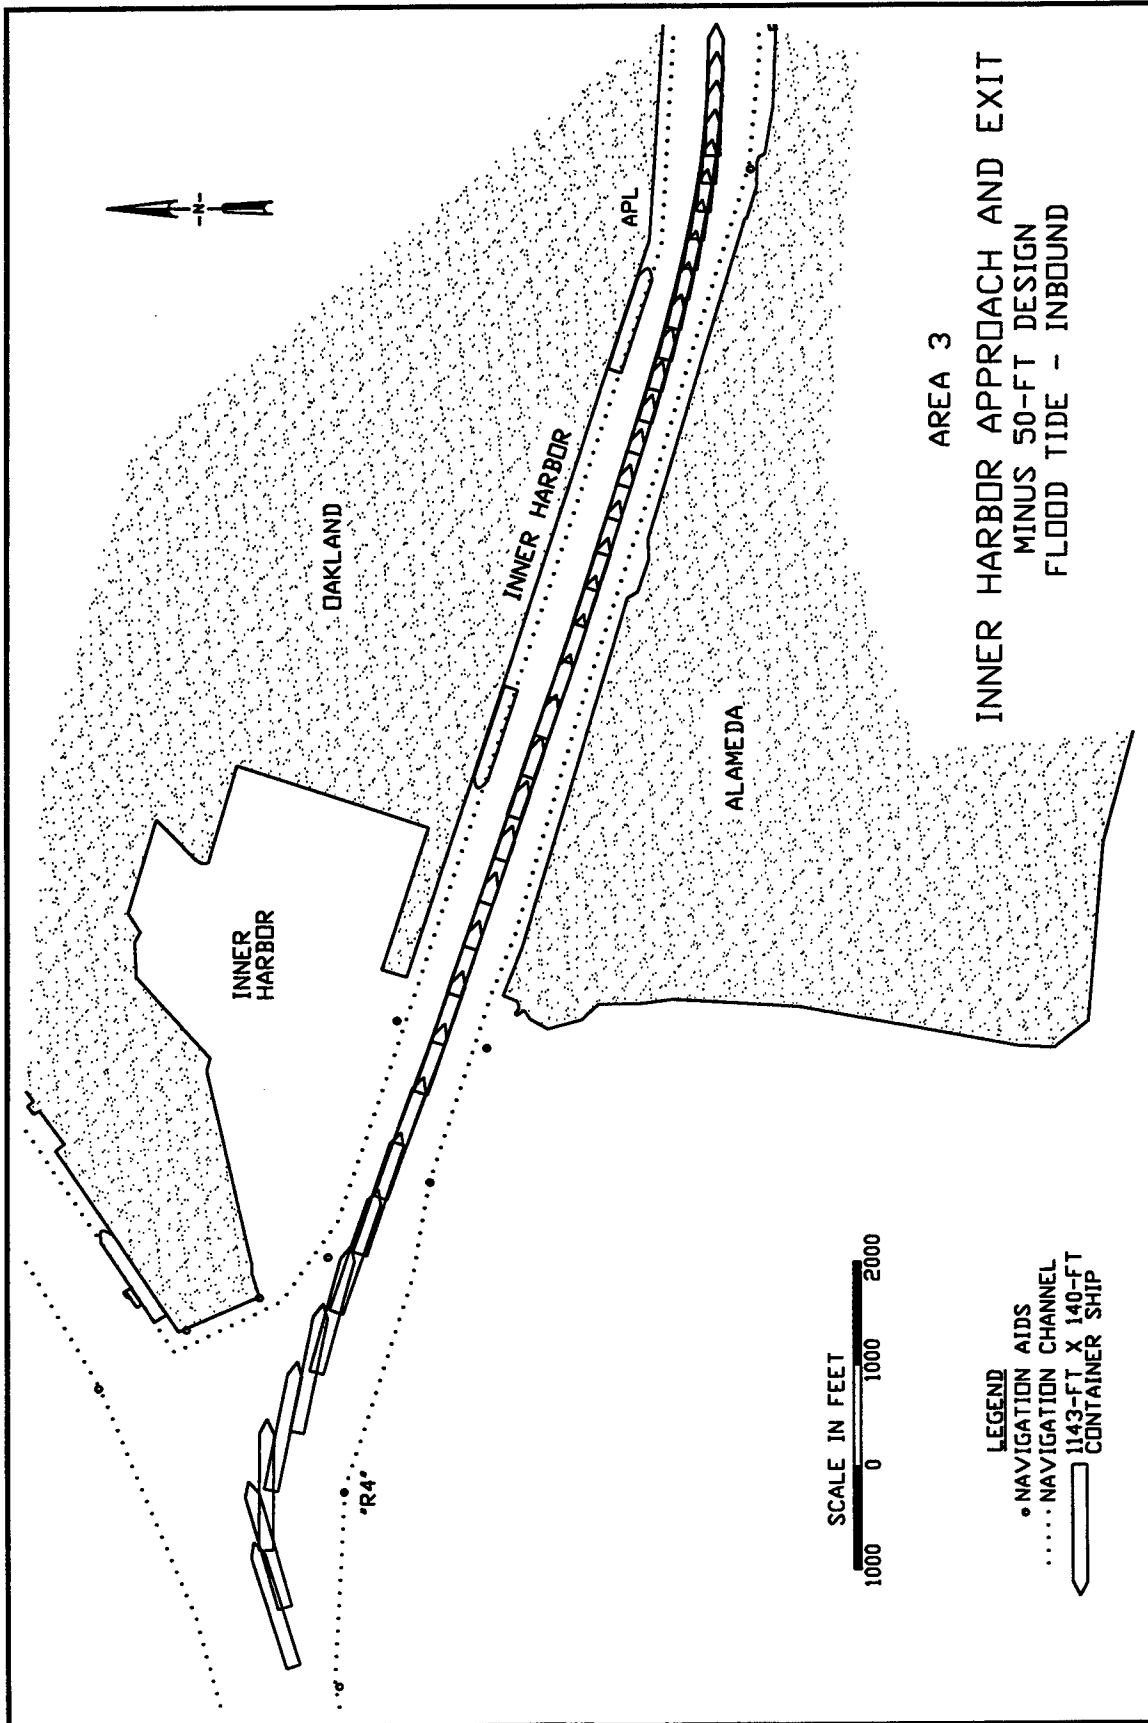 -N-
OAKLAND
INNER
HARBOR
INNER HARBOR
APL
ALAMEDA
"R4"
SCALE IN FEET
1000 0 1000 2000
LEGEND
NAVIGATION AIDS
NAVIGATION CHANNEL
1143-FT X 140-FT
CONTAINER SHIP
AREA 3
INNER HARBOR APPROACH AND EXIT
MINUS 50-FT DESIGN
FLOOD TIDE - INBOUND